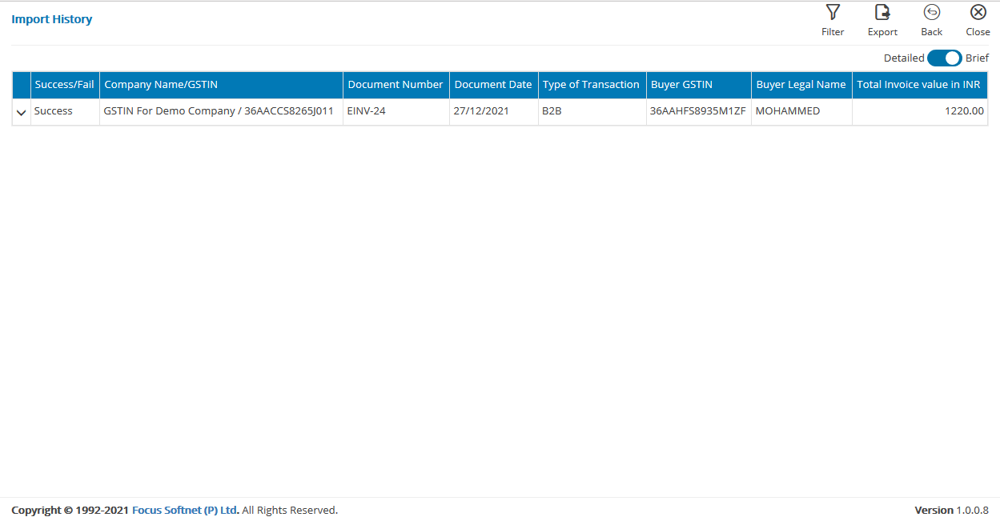 Import History
Filter Export Back Close
Detailed Brief
Success/Fail Company Name/GSTIN Document Number Document Date Type of Transaction Buyer GSTIN Buyer Legal Name Total Invoice value in INR
Success GSTIN For Demo Company / 36AACCS8265J011 EINV-24 27/12/2021 B2B 36AAHFS8935M1ZF MOHAMMED 1220.00
Copyright © 1992-2021 Focus Softnet (P) Ltd. All Rights Reserved. Version 1.0.0.8